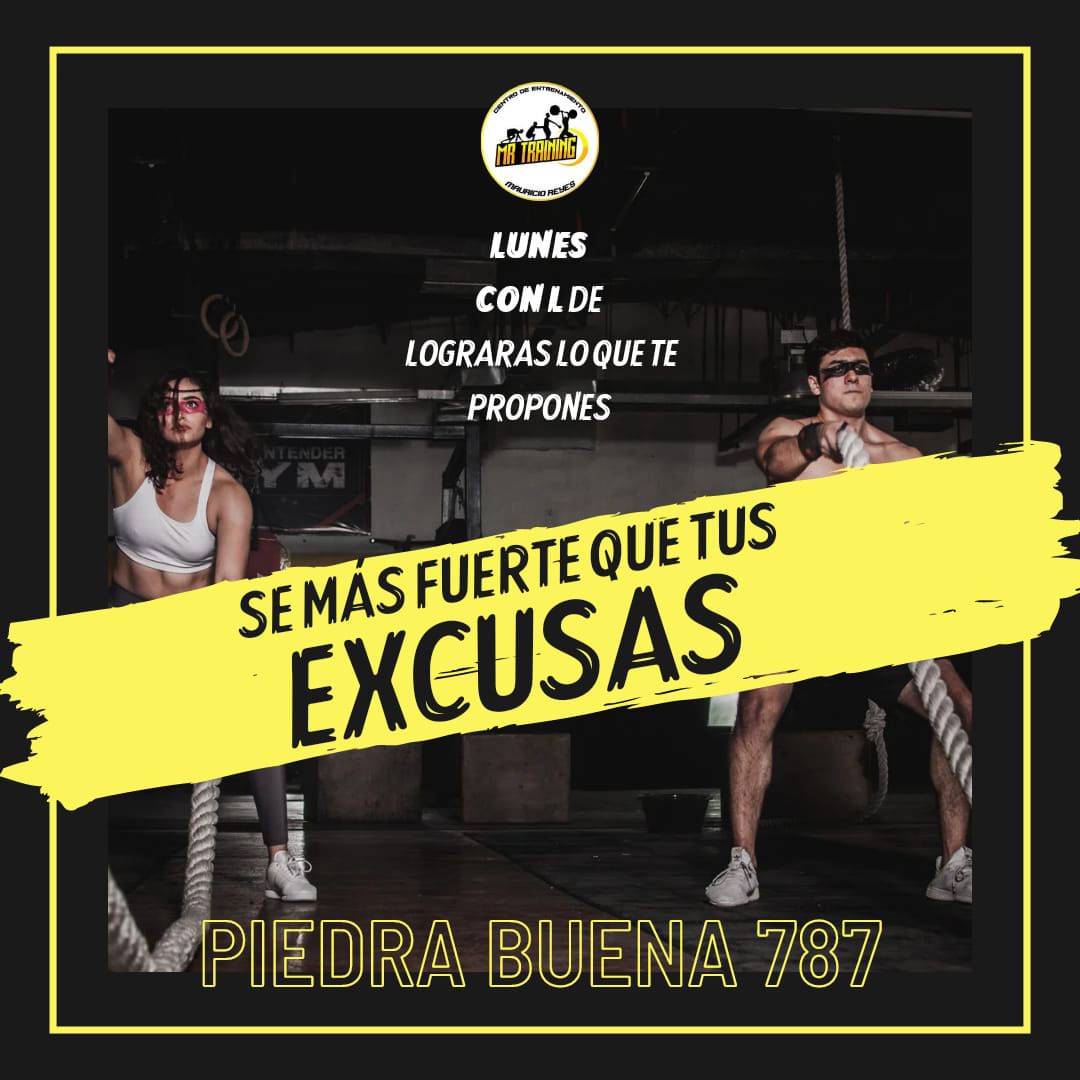 CENTRO DE ENTRENAMIENTO
MR TRAINING
MAURICIO REYES
LUNES
CON L DE
LOGRARAS LO QUE TE
PROPONES
NTENDER
YM
SE MÁS FUERTE QUE TUS
EXCUSAS
PIEDRA BUENA 787